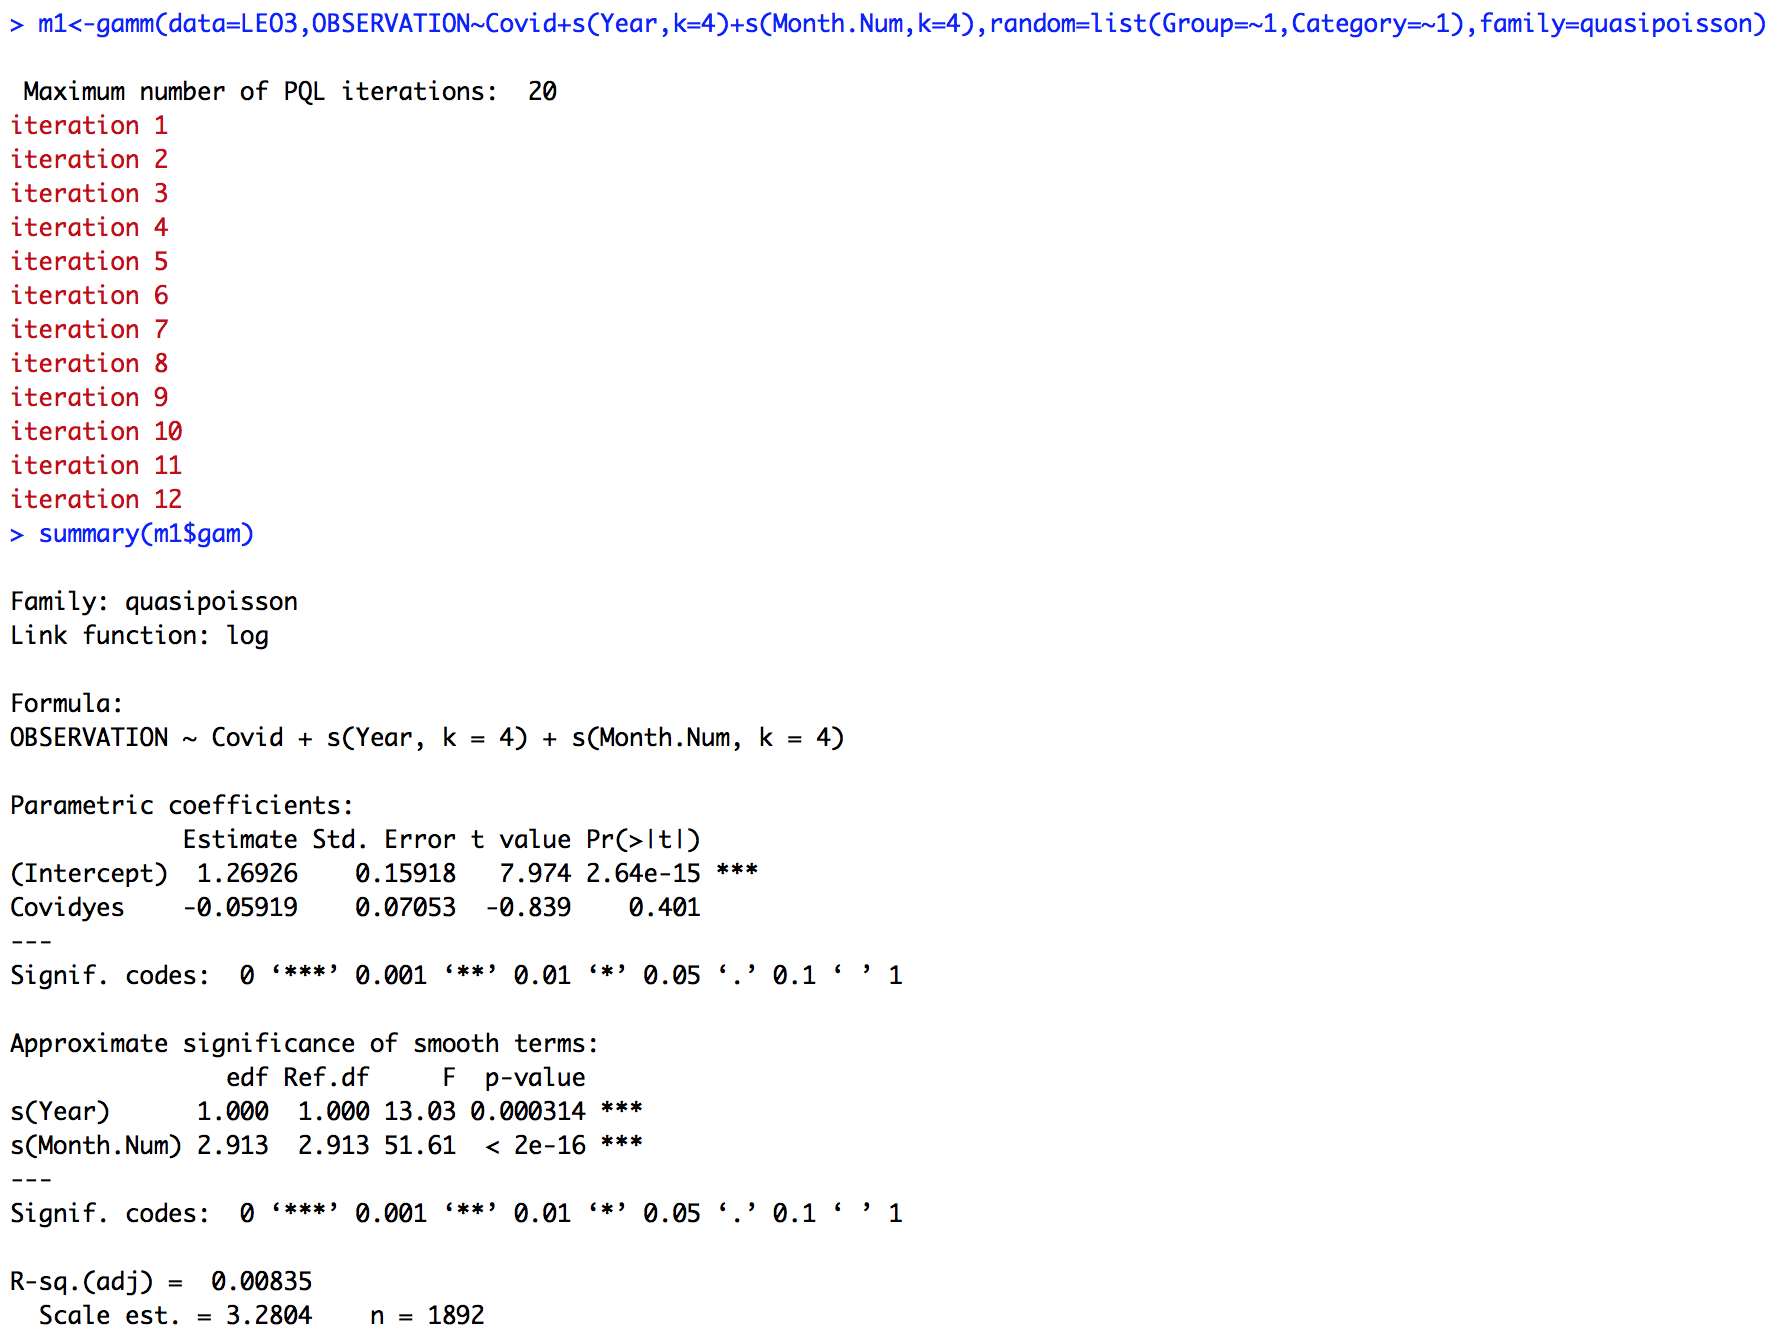 > m1<-gamm(data=LEO3,OBSERVATION~Covid+s(Year,k=4)+s(Month.Num,k=4),random=list(Group=~1,Category=~1),family=quasipoisson)
 Maximum number of PQL iterations:  20
iteration 1
iteration 2
iteration 3
iteration 4
iteration 5
iteration 6
iteration 7
iteration 8
iteration 9
iteration 10
iteration 11
iteration 12
> summary(m1$gam)
Family: quasipoisson
Link function: log
Formula:
OBSERVATION ~ Covid + s(Year, k = 4) + s(Month.Num, k = 4)
Parametric coefficients:
            Estimate Std. Error t value Pr(>|t|)
(Intercept)  1.26926    0.15918   7.974 2.64e-15 ***
Covidyes    -0.05919    0.07053  -0.839    0.401
---
Signif. codes:  0 ‘***’ 0.001 ‘**’ 0.01 ‘*’ 0.05 ‘.’ 0.1 ‘ ’ 1
Approximate significance of smooth terms:
               edf Ref.df     F  p-value
s(Year)      1.000  1.000 13.03 0.000314 ***
s(Month.Num) 2.913  2.913 51.61  < 2e-16 ***
---
Signif. codes:  0 ‘***’ 0.001 ‘**’ 0.01 ‘*’ 0.05 ‘.’ 0.1 ‘ ’ 1
R-sq.(adj) =  0.00835
  Scale est. = 3.2804    n = 1892